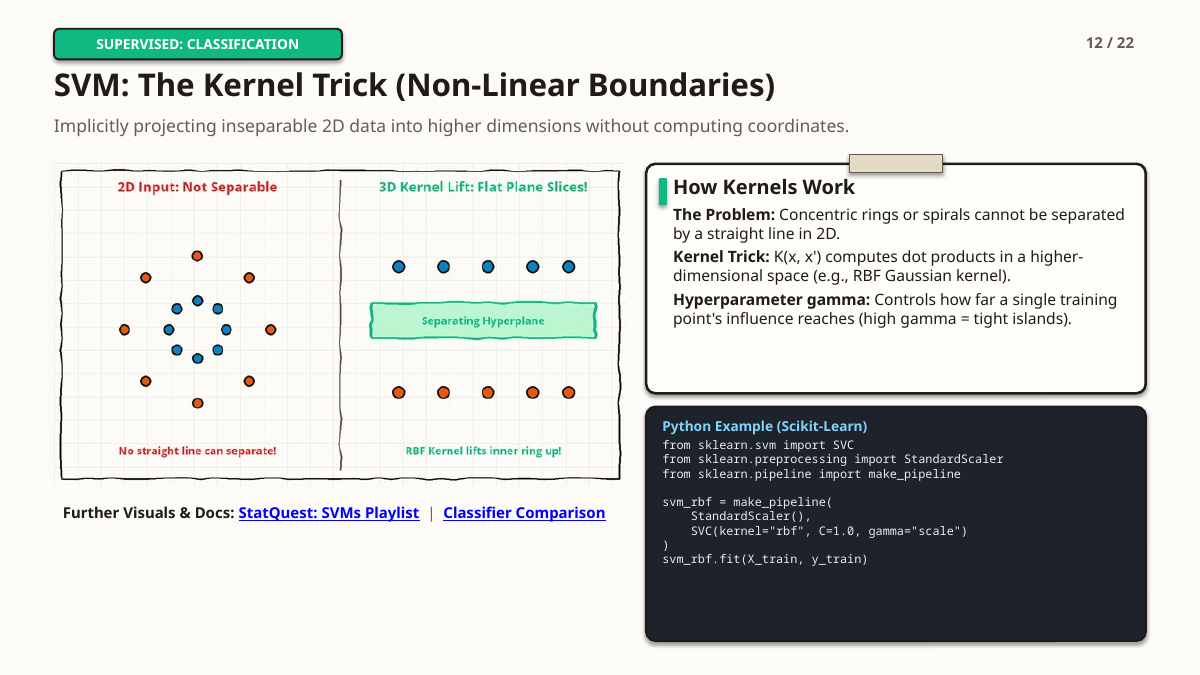 SUPERVISED: CLASSIFICATION
12 / 22
SVM: The Kernel Trick (Non-Linear Boundaries)
Implicitly projecting inseparable 2D data into higher dimensions without computing coordinates.
2D Input: Not Separable
3D Kernel Lift: Flat Plane Slices!
Separating Hyperplane
No straight line can separate!
RBF Kernel lifts inner ring up!
Further Visuals & Docs: StatQuest: SVMs Playlist | Classifier Comparison
How Kernels Work
The Problem: Concentric rings or spirals cannot be separated
by a straight line in 2D.
Kernel Trick: K(x, x') computes dot products in a higher-
dimensional space (e.g., RBF Gaussian kernel).
Hyperparameter gamma: Controls how far a single training
point's influence reaches (high gamma = tight islands).
Python Example (Scikit-Learn)
from sklearn.svm import SVC
from sklearn.preprocessing import StandardScaler
from sklearn.pipeline import make_pipeline
svm_rbf = make_pipeline(
    StandardScaler(),
    SVC(kernel="rbf", C=1.0, gamma="scale")
)
svm_rbf.fit(X_train, y_train)